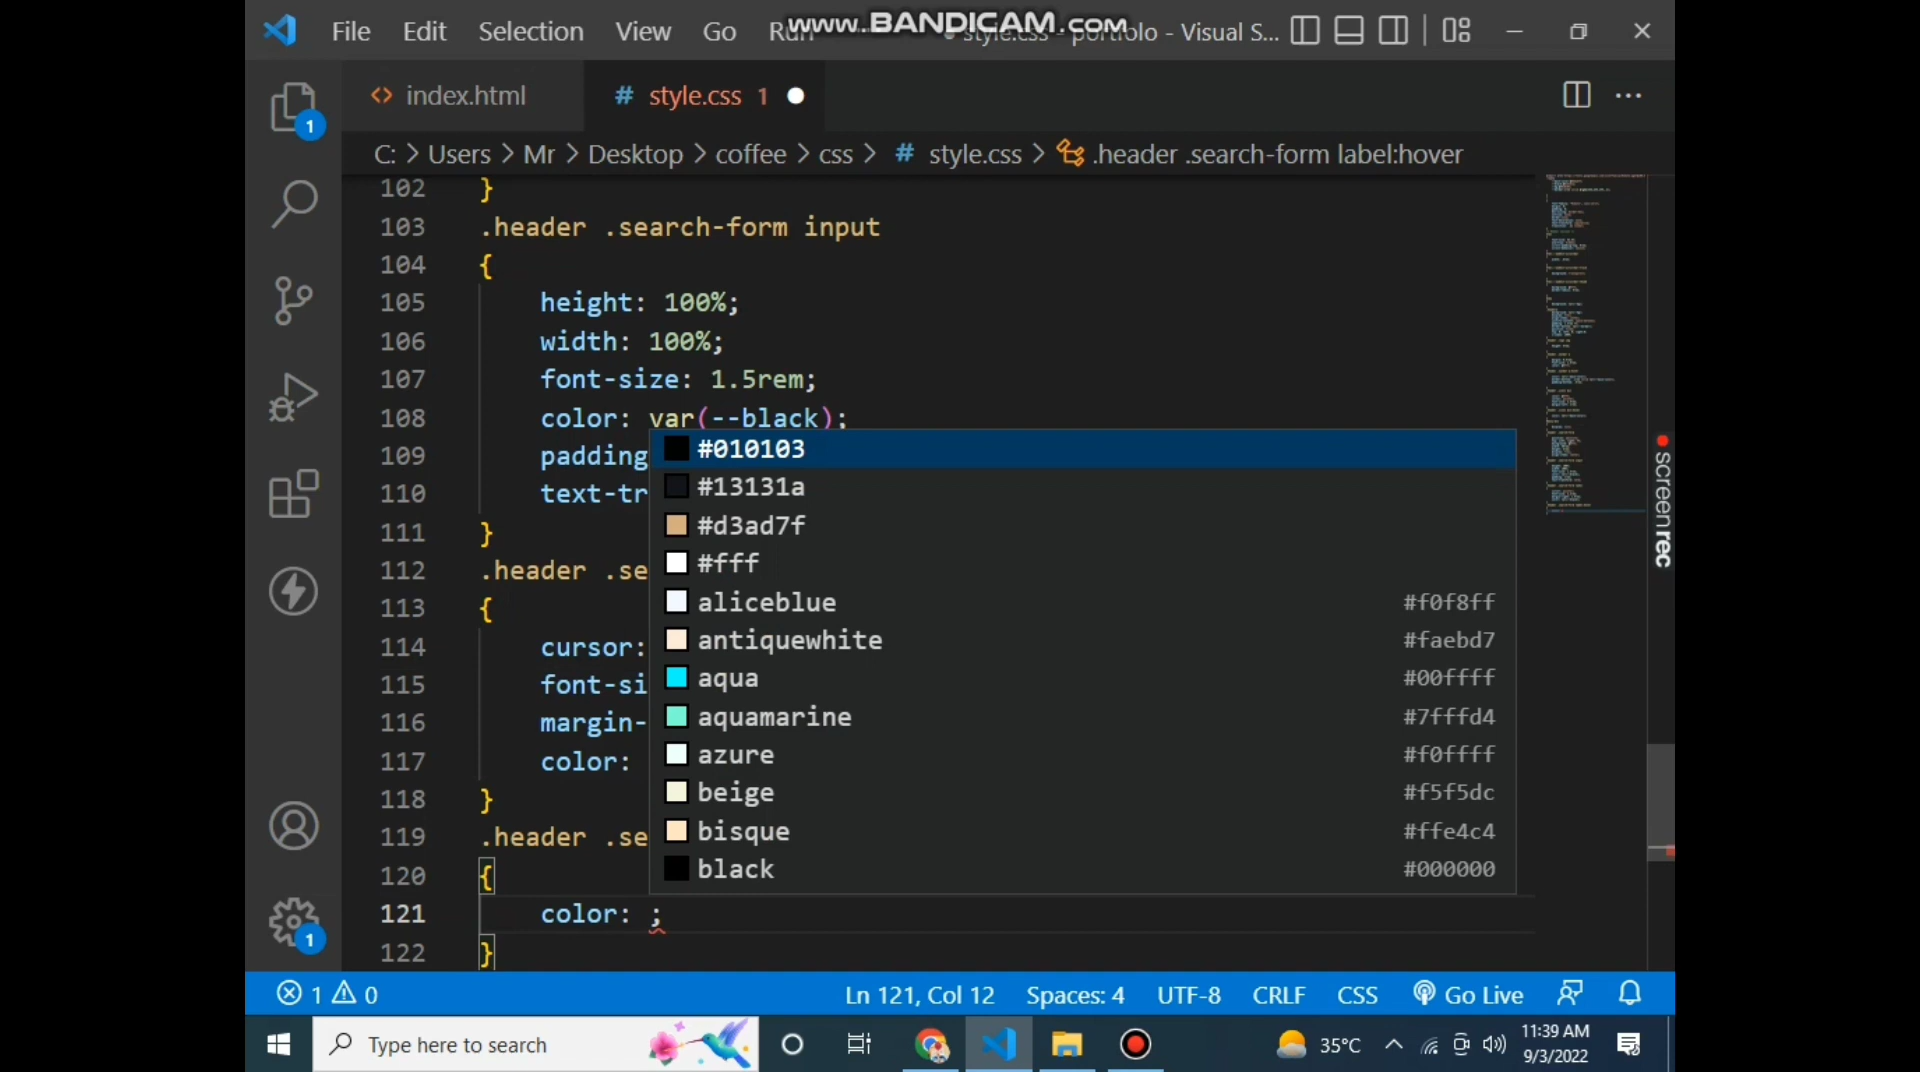 File Edit Selection View Go Run style.css - portfolo - Visual S...
www.BANDICAM.com
index.html style.css 1
C: > Users > Mr > Desktop > coffee > css > # style.css > .header .search-form label:hover
102 }
103 .header .search-form input
104 {
105 height: 100%;
106 width: 100%;
107 font-size: 1.5rem;
108 color: var(--black);
109 padding
110 text-tr
111 }
112 .header .se
113 {
114 cursor:
115 font-si
116 margin-
117 color:
118 }
119 .header .se
120 {
121 color: ;
122 }
#010103
#13131a
#d3ad7f
#fff
aliceblue #f0f8ff
antiquewhite #faebd7
aqua #00ffff
aquamarine #7fffd4
azure #f0ffff
beige #f5f5dc
bisque #ffe4c4
black #000000
screenrec
1
1
1 0 Ln 121, Col 12 Spaces: 4 UTF-8 CRLF CSS Go Live
Type here to search 35°C 11:39 AM
9/3/2022